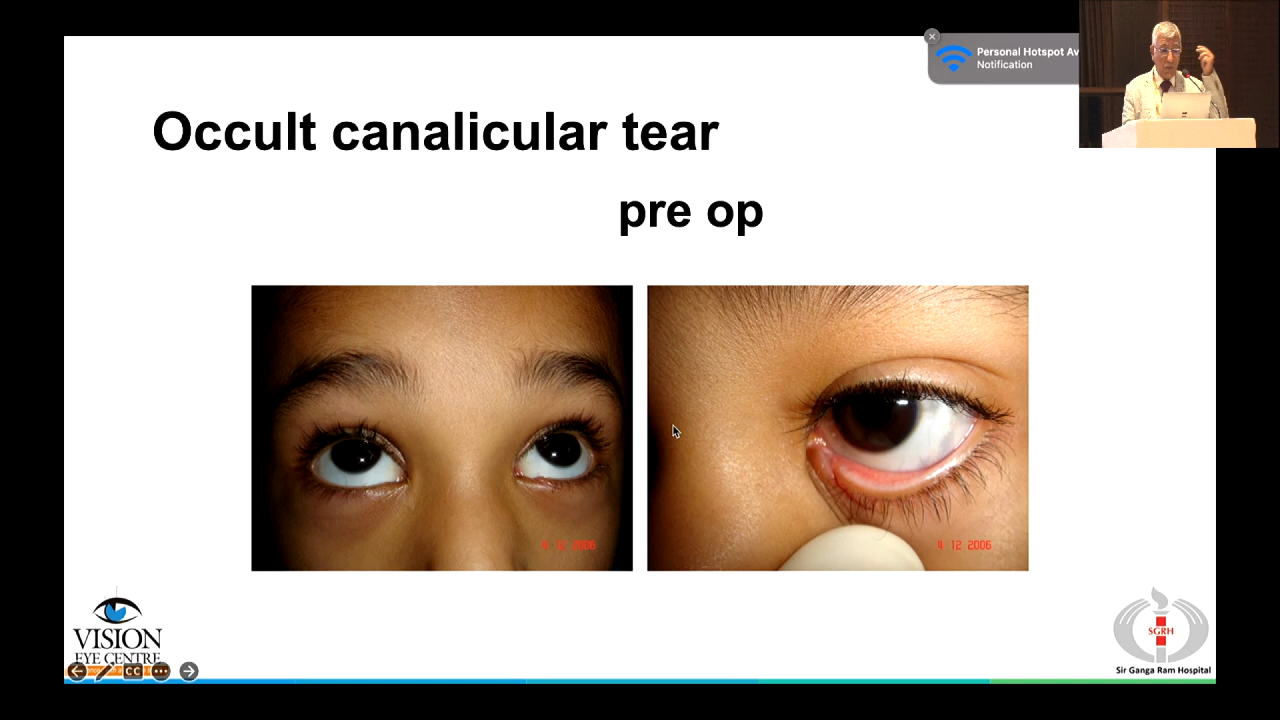 Personal Hotspot Av
Notification
Occult canalicular tear
pre op
4 12 2006
4 12 2006
VISION
EYE CENTRE
CC
SGRH
Sir Ganga Ram Hospital